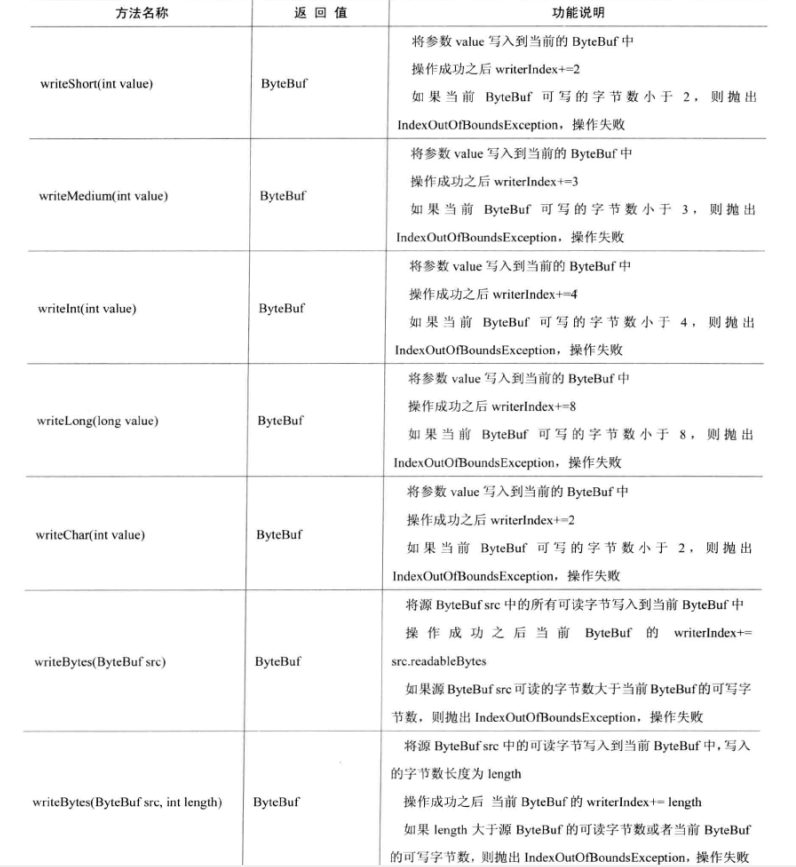 方法名称 返 回 值 功能说明
writeShort(int value) ByteBuf
将参数 value 写入到当前的 ByteBuf 中
操作成功之后 writerIndex+=2
如果当前 ByteBuf 可写的字节数小于 2，则抛出
IndexOutOfBoundsException，操作失败
writeMedium(int value) ByteBuf
将参数 value 写入到当前的 ByteBuf 中
操作成功之后 writerIndex+=3
如果当前 ByteBuf 可写的字节数小于 3，则抛出
IndexOutOfBoundsException，操作失败
writeInt(int value) ByteBuf
将参数 value 写入到当前的 ByteBuf 中
操作成功之后 writerIndex+=4
如果当前 ByteBuf 可写的字节数小于 4，则抛出
IndexOutOfBoundsException，操作失败
writeLong(long value) ByteBuf
将参数 value 写入到当前的 ByteBuf 中
操作成功之后 writerIndex+=8
如果当前 ByteBuf 可写的字节数小于 8，则抛出
IndexOutOfBoundsException，操作失败
writeChar(int value) ByteBuf
将参数 value 写入到当前的 ByteBuf 中
操作成功之后 writerIndex+=2
如果当前 ByteBuf 可写的字节数小于 2，则抛出
IndexOutOfBoundsException，操作失败
writeBytes(ByteBuf src) ByteBuf
将源 ByteBuf src 中的所有可读字节写入到当前 ByteBuf 中
操作成功之后当前 ByteBuf 的 writerIndex+=
src.readableBytes
如果源 ByteBuf src 可读的字节数大于当前 ByteBuf 的可写字
节数，则抛出 IndexOutOfBoundsException，操作失败
writeBytes(ByteBuf src, int length) ByteBuf
将源 ByteBuf src 中的可读字节写入到当前 ByteBuf 中，写入
的字节数长度为 length
操作成功之后 当前 ByteBuf 的 writerIndex+= length
如果 length 大于源 ByteBuf 的可读字节数或者当前 ByteBuf
的可写字节数，则抛出 IndexOutOfBoundsException，操作失败